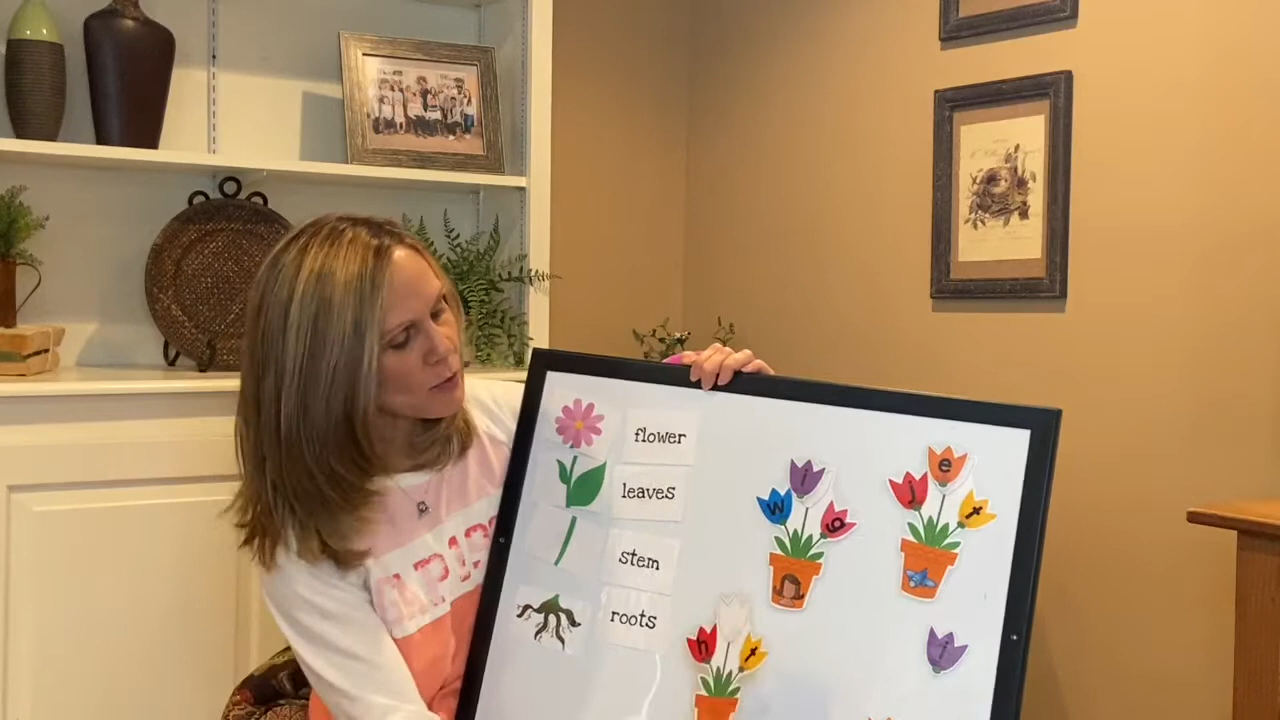 flower
leaves
stem
roots
i
w g
e
j t
h t
i